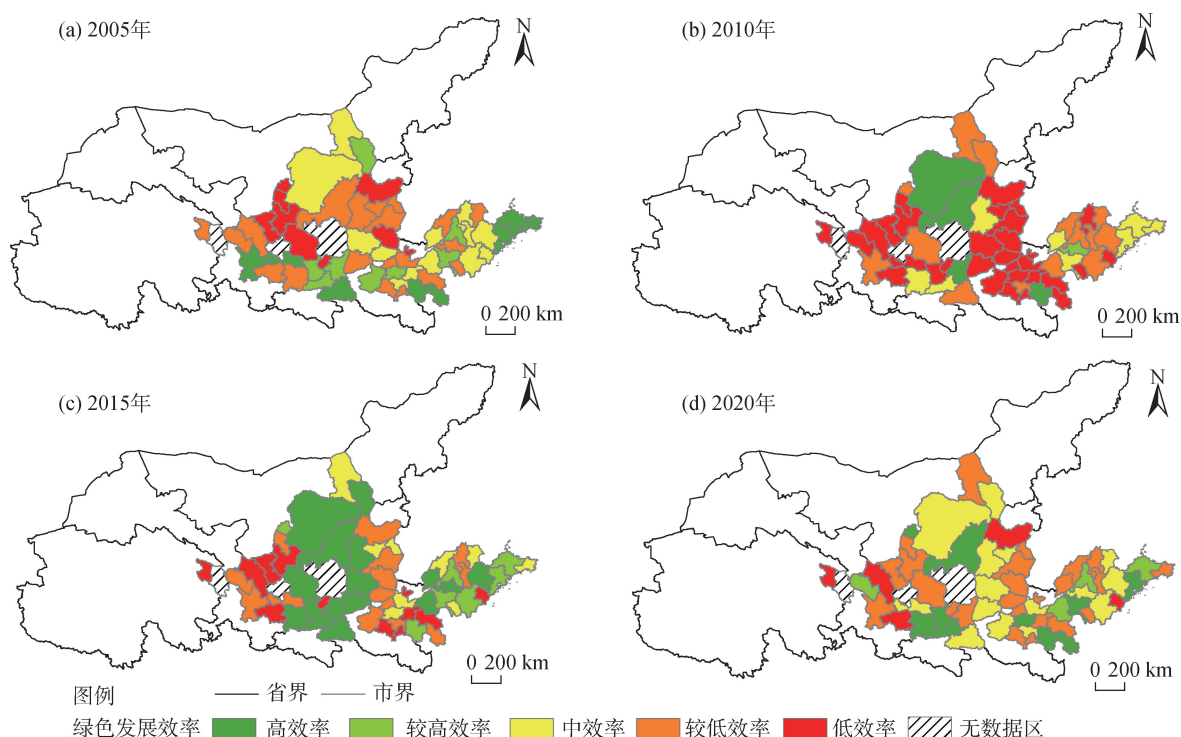 (a) 2005年
N
0 200 km
(b) 2010年
N
0 200 km
(c) 2015年
N
0 200 km
(d) 2020年
N
0 200 km
图例
省界
市界
绿色发展效率
高效率
较高效率
中效率
较低效率
低效率
无数据区